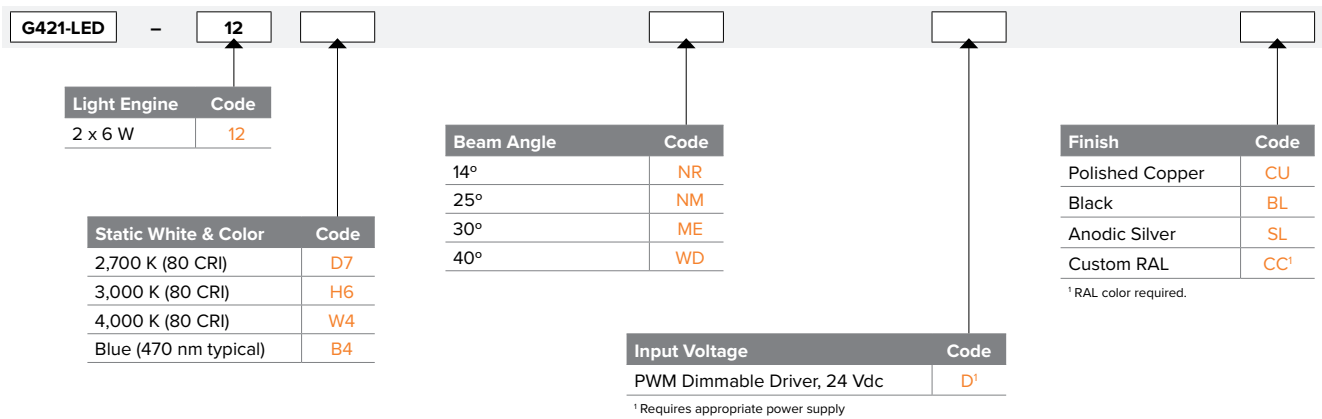 G421-LED – 12
Light Engine Code
2 x 6 W 12
Static White & Color Code
2,700 K (80 CRI) D7
3,000 K (80 CRI) H6
4,000 K (80 CRI) W4
Blue (470 nm typical) B4
Beam Angle Code
14º NR
25º NM
30º ME
40º WD
Input Voltage Code
PWM Dimmable Driver, 24 Vdc D¹
¹ Requires appropriate power supply
Finish Code
Polished Copper CU
Black BL
Anodic Silver SL
Custom RAL CC¹
¹ RAL color required.